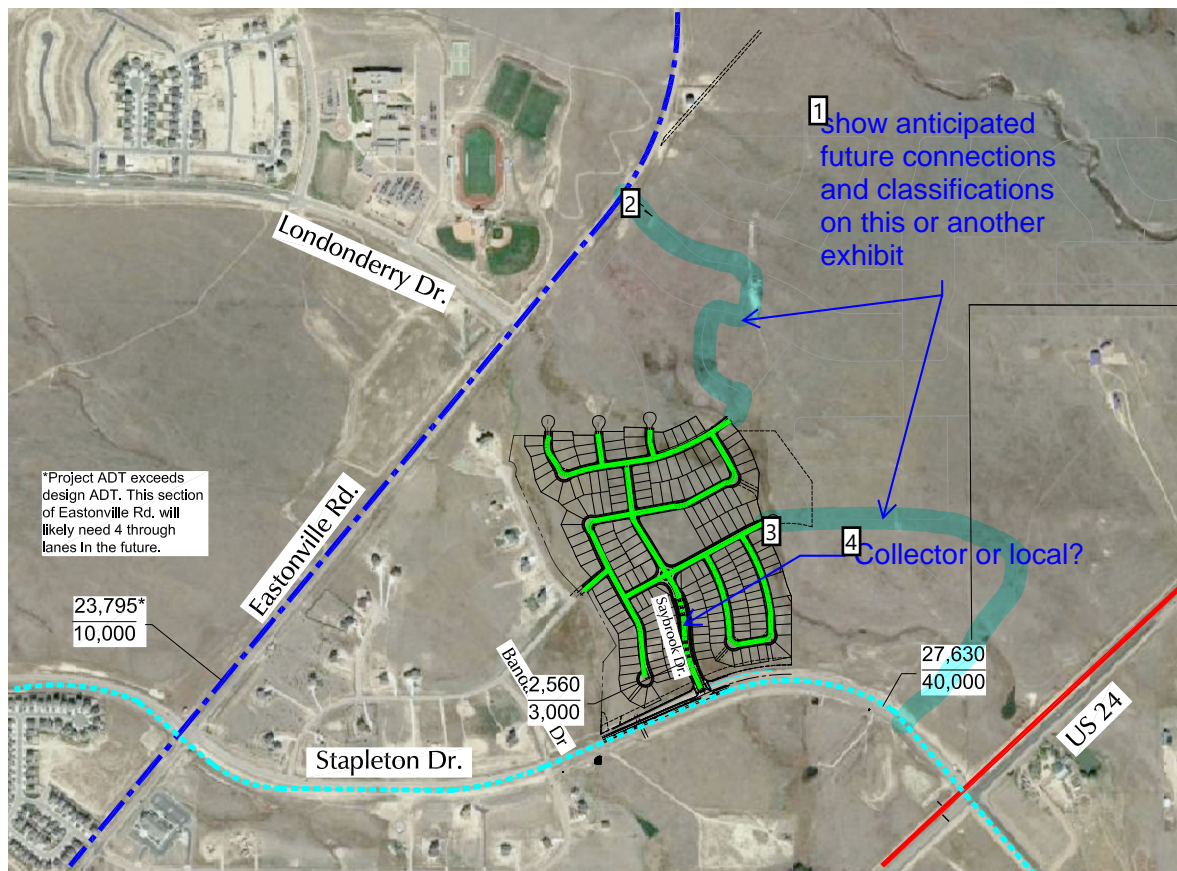 1
show anticipated
future connections
and classifications
on this or another
exhibit
2
Londonderry Dr.
*Project ADT exceeds
design ADT. This section
of Eastonville Rd. will
likely need 4 through
lanes In the future.
Eastonville Rd.
3
4
Collector or local?
23,795*
10,000
Saybrook Dr.
Dr
2,560
3,000
27,630
40,000
US 24
Stapleton Dr.